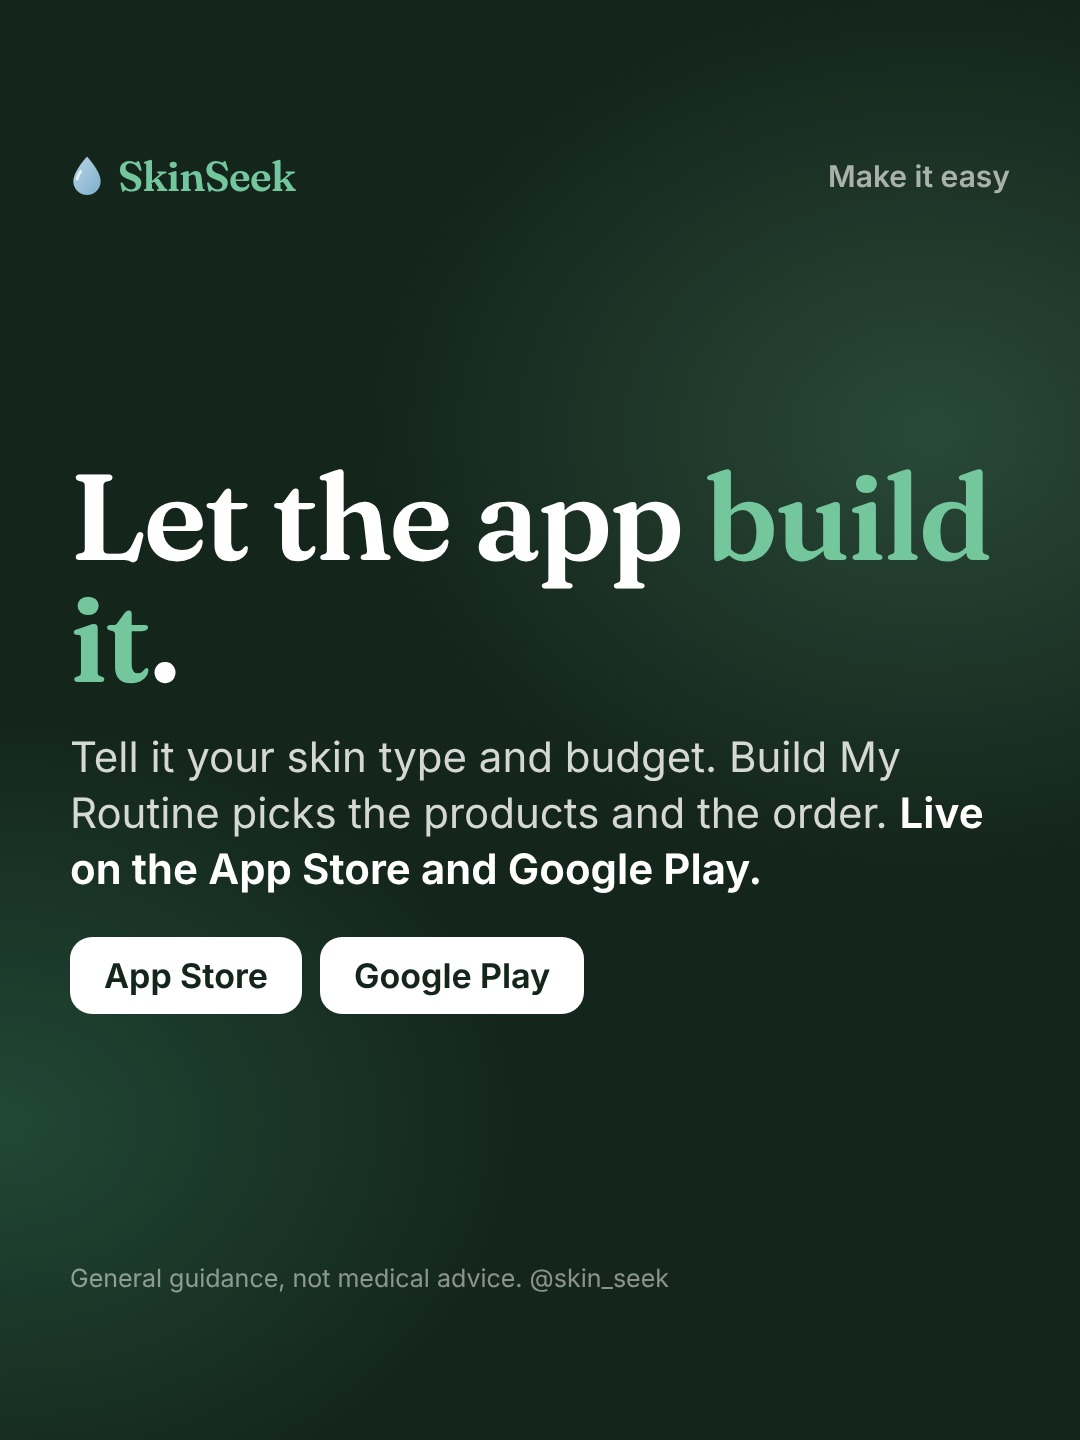 SkinSeek
Make it easy
Let the app build
it.
Tell it your skin type and budget. Build My
Routine picks the products and the order. Live
on the App Store and Google Play.
App Store
Google Play
General guidance, not medical advice. @skin_seek